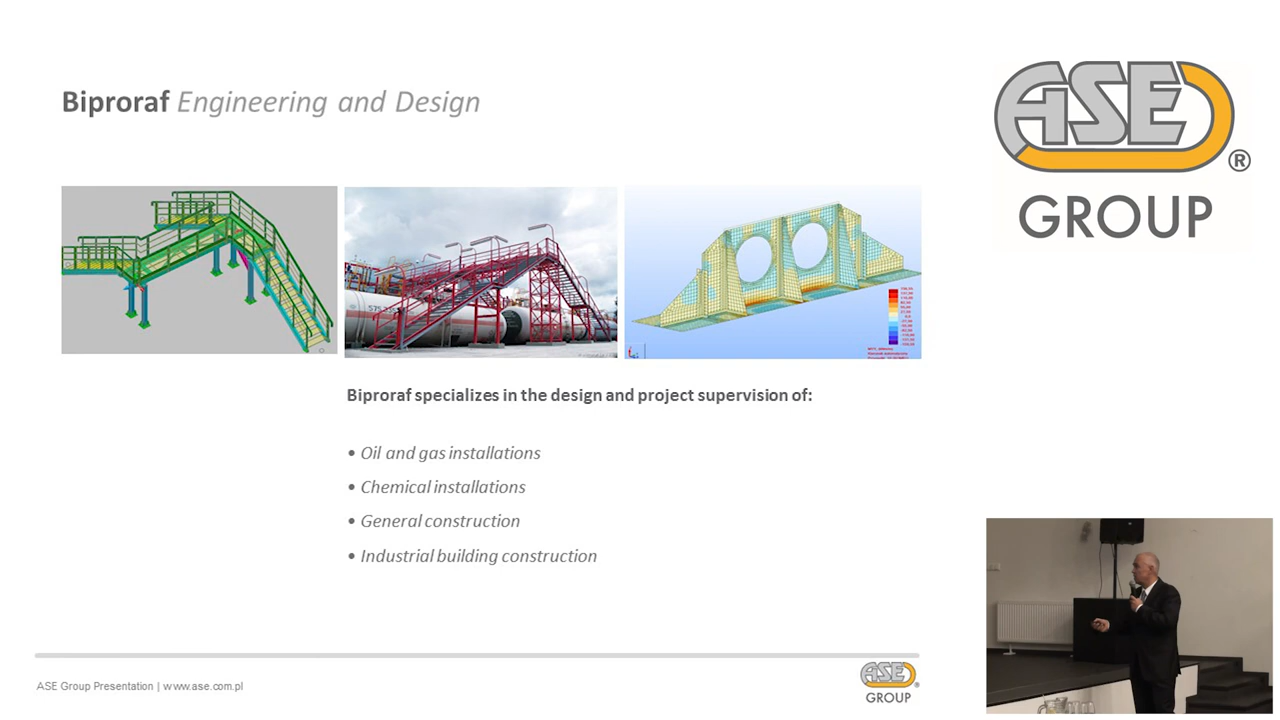 Biproraf Engineering and Design
ASE
®
GROUP
Biproraf specializes in the design and project supervision of:
• Oil and gas installations
• Chemical installations
• General construction
• Industrial building construction
ASE Group Presentation | www.ase.com.pl
ASE
®
GROUP